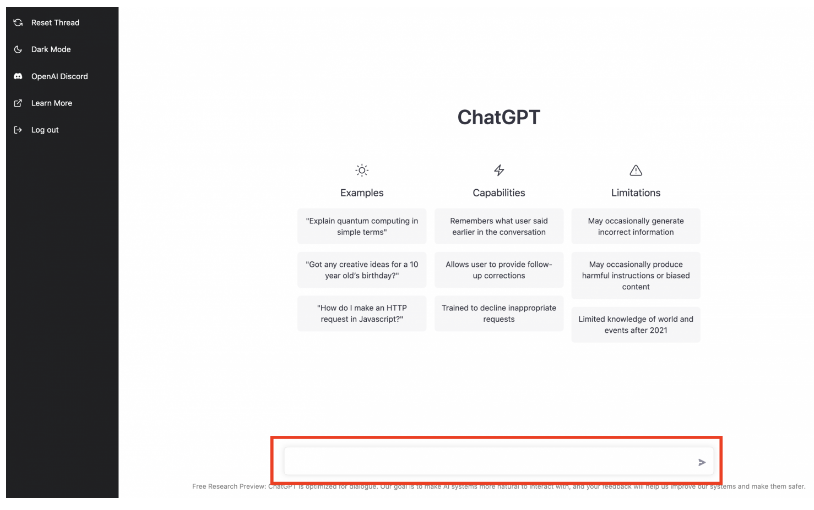 Reset Thread
Dark Mode
OpenAI Discord
Learn More
Log out
ChatGPT
Examples
"Explain quantum computing in
simple terms"
"Got any creative ideas for a 10
year old's birthday?"
"How do I make an HTTP
request in Javascript?"
Capabilities
Remembers what user said
earlier in the conversation
Allows user to provide follow-
up corrections
Trained to decline inappropriate
requests
Limitations
May occasionally generate
incorrect information
May occasionally produce
harmful instructions or biased
content
Limited knowledge of world and
events after 2021
Free Research Preview: ChatGPT is optimized for dialogue. Our goal is to make AI systems more natural to interact with, and your feedback will help us improve our systems and make them safer.